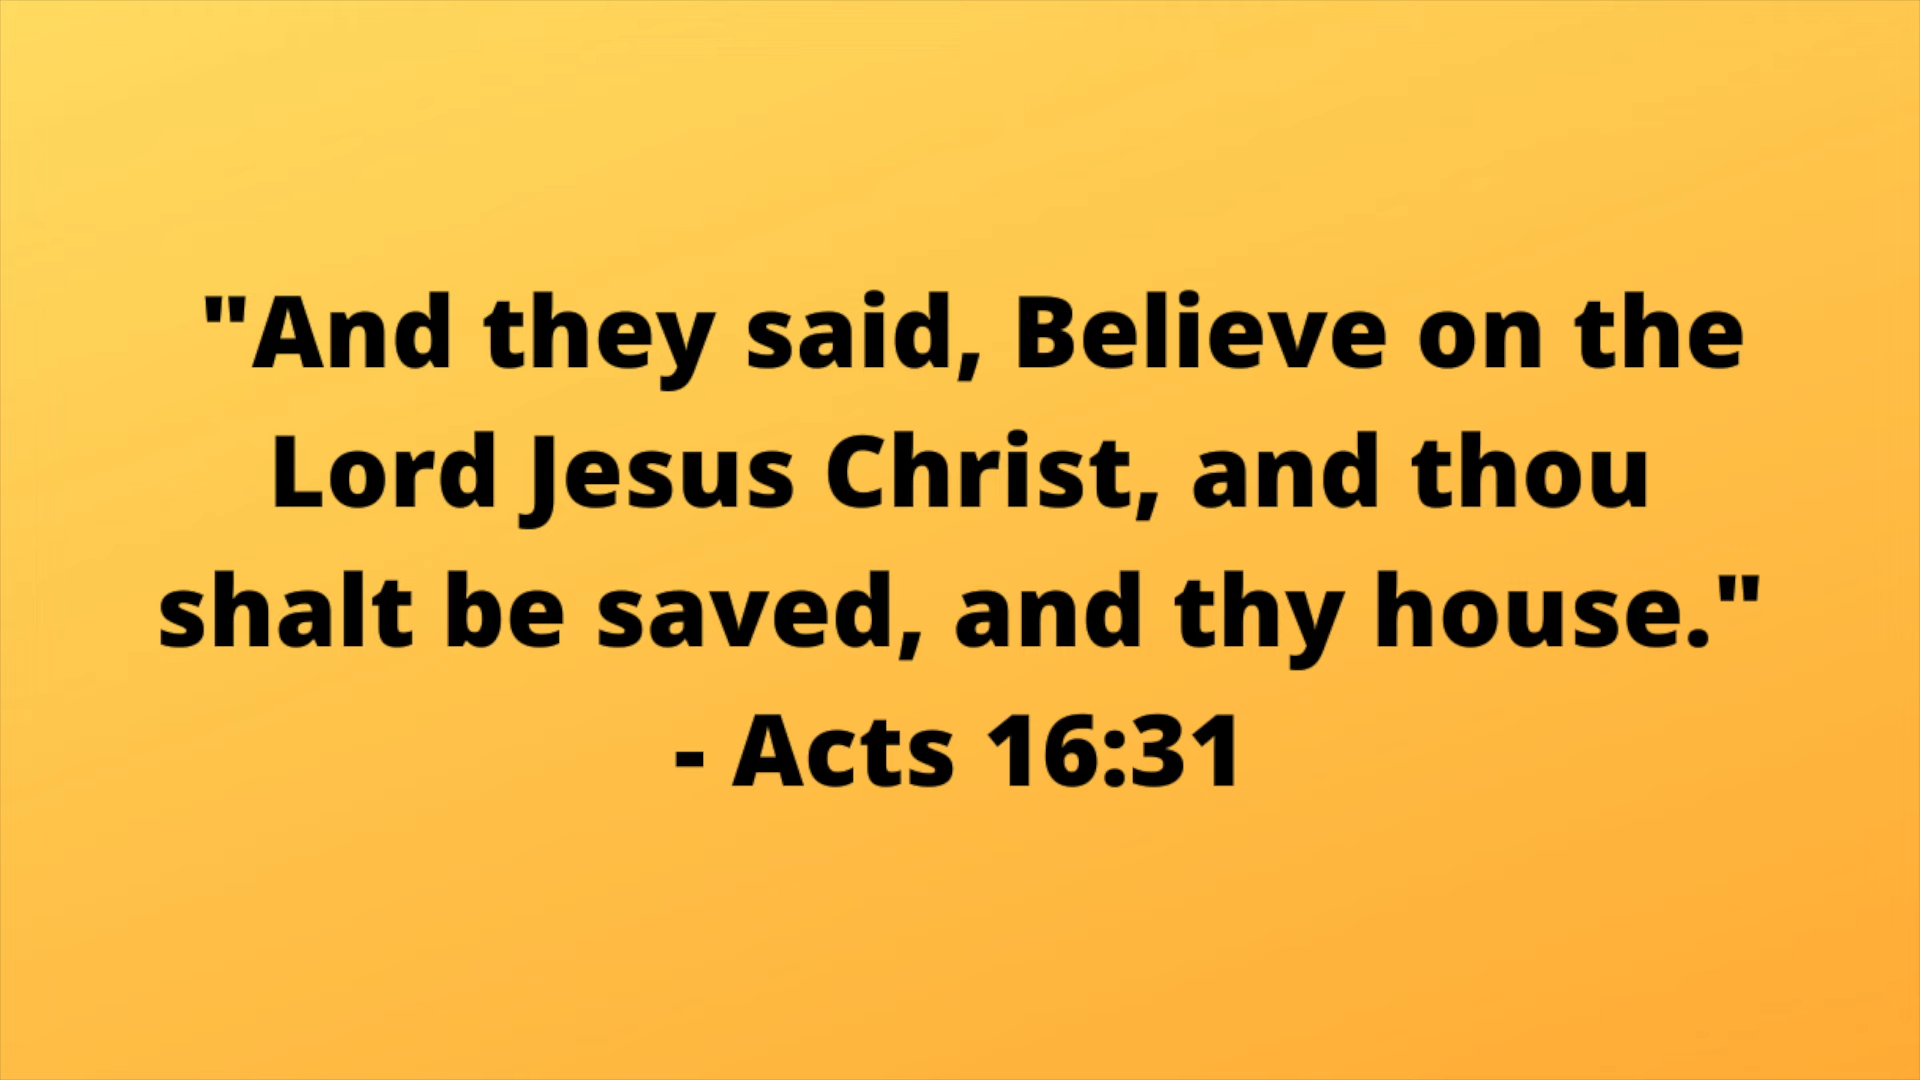 "And they said, Believe on the
Lord Jesus Christ, and thou
shalt be saved, and thy house."
- Acts 16:31